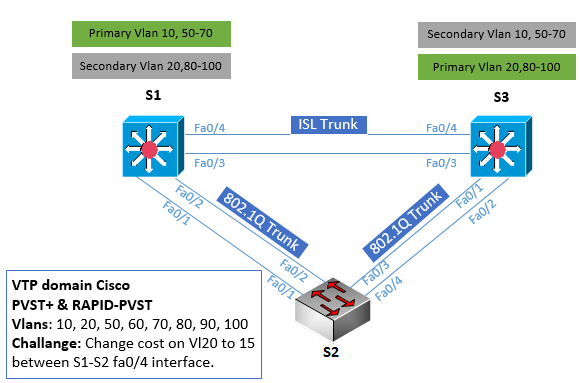 Primary Vlan 10, 50-70
Secondary Vlan 20,80-100
Secondary Vlan 10, 50-70
Primary Vlan 20,80-100
S1
S3
Fa0/4
ISL Trunk
Fa0/4
Fa0/3
Fa0/3
Fa0/2
Fa0/1
802.1Q Trunk
802.1Q Trunk
Fa0/1
Fa0/2
Fa0/2
Fa0/1
Fa0/3
Fa0/4
S2
VTP domain Cisco
PVST+ & RAPID-PVST
Vlans: 10, 20, 50, 60, 70, 80, 90, 100
Challange: Change cost on Vl20 to 15
between S1-S2 fa0/4 interface.